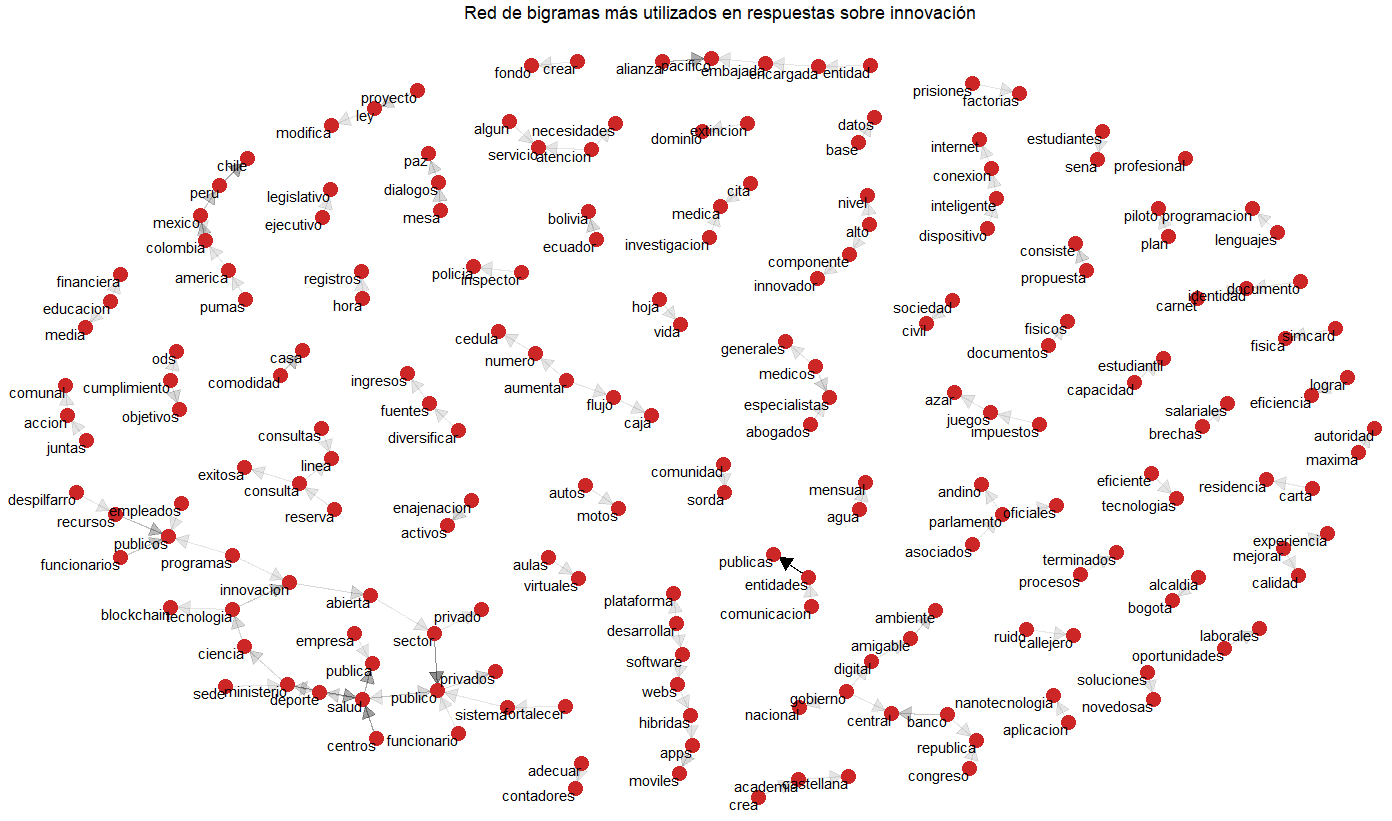 Red de bigramas más utilizados en respuestas sobre innovación
fondo
crear
alianza
pacifico
embajada
encargada
entidad
prisiones
factorias
proyecto
ley
modifica
algun
necesidades
servicio
atencion
dominio
extincion
datos
base
estudiantes
sena
profesional
internet
conexion
inteligente
dispositivo
chile
peru
mexico
colombia
america
pumas
legislativo
ejecutivo
paz
dialogos
mesa
bolivia
ecuador
cita
medica
investigacion
nivel
alto
componente
innovador
piloto
plan
programacion
lenguajes
consiste
propuesta
financiera
educacion
media
registros
hora
policia
inspector
hoja
vida
sociedad
civil
carnet
identidad
documento
fisicos
documentos
fisica
simcard
ods
cumplimiento
objetivos
casa
comodidad
cedula
numero
aumentar
flujo
caja
ingresos
fuentes
diversificar
generales
medicos
especialistas
abogados
estudiantil
capacidad
lograr
eficiencia
azar
juegos
impuestos
salariales
brechas
autoridad
maxima
comunal
accion
juntas
consultas
linea
exitosa
consulta
reserva
comunidad
sorda
mensual
agua
andino
parlamento
oficiales
asociados
eficiente
tecnologias
residencia
carta
despilfarro
recursos
empleados
publicos
funcionarios
programas
enajenacion
activos
autos
motos
experiencia
mejorar
calidad
terminados
procesos
alcaldia
bogota
innovacion
blockchain
tecnologia
abierta
aulas
virtuales
publicas
entidades
comunicacion
privado
sector
empresa
publica
ciencia
sede
ministerio
deporte
salud
publico
privados
sistema
fortalecer
centros
funcionario
plataforma
desarrollar
software
webs
hibridas
apps
moviles
ambiente
amigable
digital
gobierno
nacional
central
banco
republica
congreso
ruido
callejero
laborales
oportunidades
soluciones
novedosas
nanotecnologia
aplicacion
adecuar
contadores
academia
castellana
crea